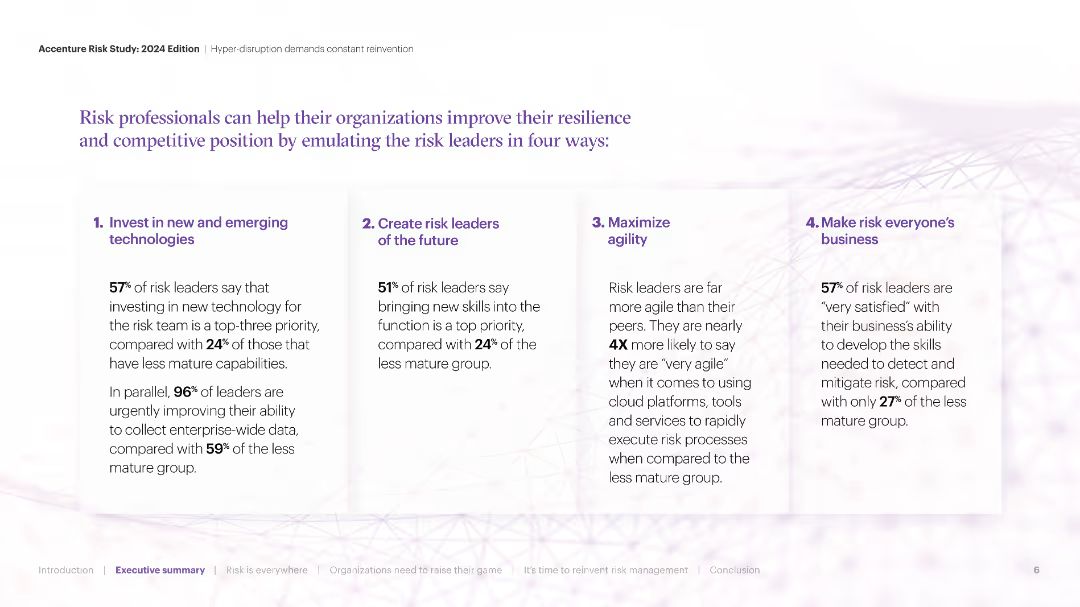 Accenture Risk Study: 2024 Edition | Hyper-disruption demands constant reinvention
Risk professionals can help their organizations improve their resilience
and competitive position by emulating the risk leaders in four ways:
1. Invest in new and emerging
technologies
57% of risk leaders say that
investing in new technology for
the risk team is a top-three priority,
compared with 24% of those that
have less mature capabilities.
In parallel, 96% of leaders are
urgently improving their ability
to collect enterprise-wide data,
compared with 59% of the less
mature group.
2. Create risk leaders
of the future
51% of risk leaders say
bringing new skills into the
function is a top priority,
compared with 24% of the
less mature group.
3. Maximize
agility
Risk leaders are far
more agile than their
peers. They are nearly
4X more likely to say
they are “very agile”
when it comes to using
cloud platforms, tools
and services to rapidly
execute risk processes
when compared to the
less mature group.
4. Make risk everyone’s
business
57% of risk leaders are
“very satisfied” with
their business’s ability
to develop the skills
needed to detect and
mitigate risk, compared
with only 27% of the less
mature group.
Introduction | Executive summary | Risk is everywhere | Organizations need to raise their game | It’s time to reinvent risk management | Conclusion
6